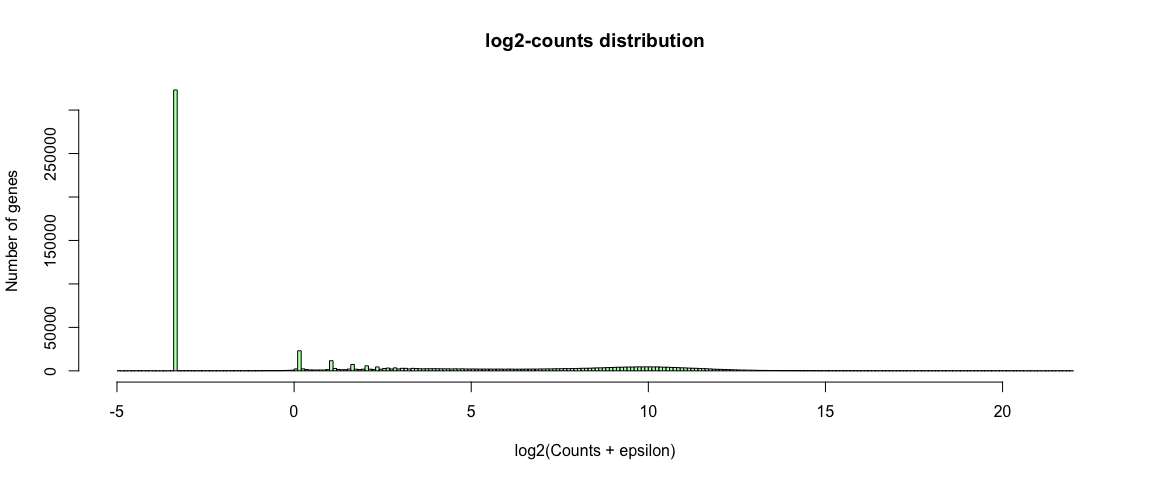 log2-counts distribution
Number of genes
250000
150000
50000
0
-5 0 5 10 15 20
log2(Counts + epsilon)